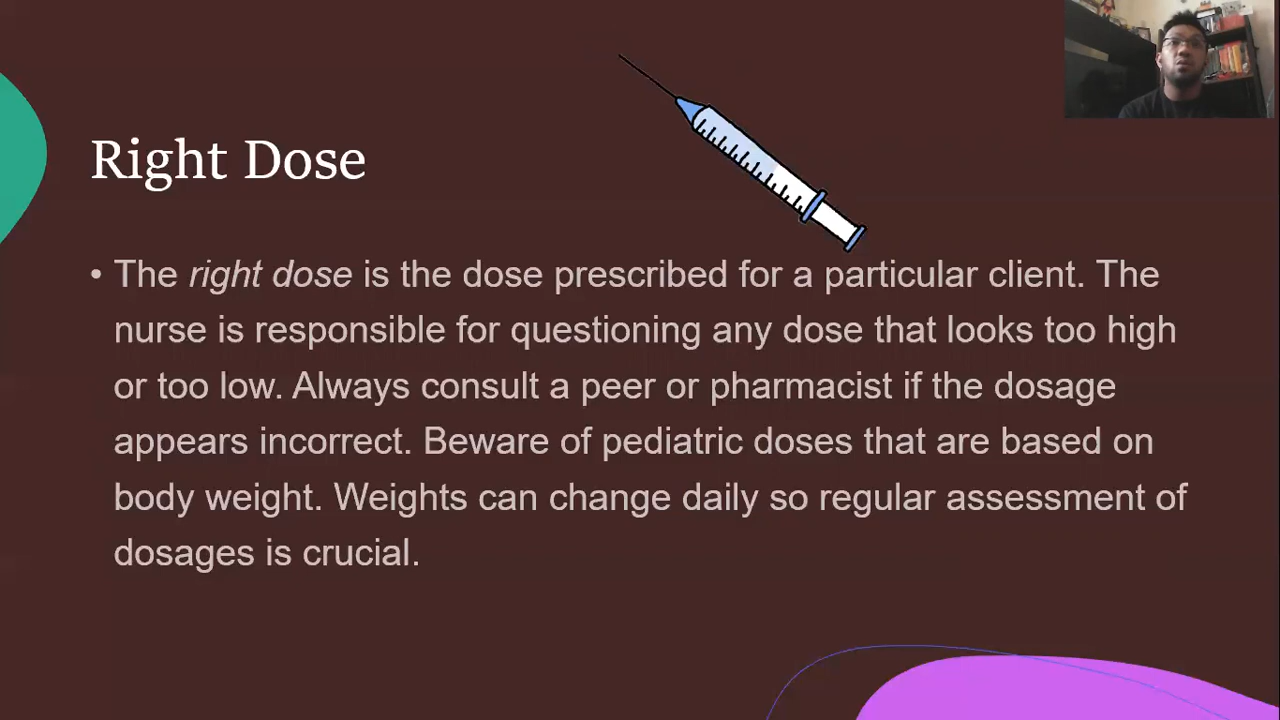 Right Dose
• The right dose is the dose prescribed for a particular client. The
nurse is responsible for questioning any dose that looks too high
or too low. Always consult a peer or pharmacist if the dosage
appears incorrect. Beware of pediatric doses that are based on
body weight. Weights can change daily so regular assessment of
dosages is crucial.